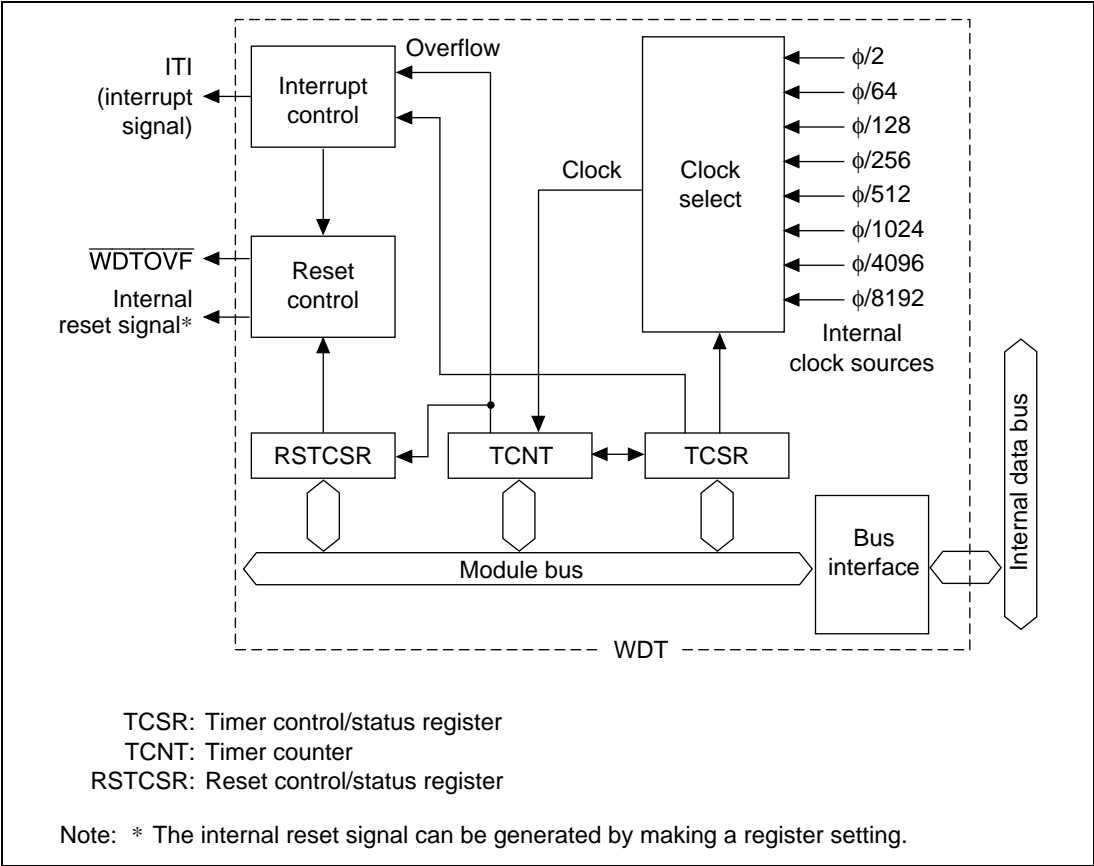 Overflow
ITI
(interrupt
signal)
Interrupt
control
Clock
Clock
select
ϕ/2
ϕ/64
ϕ/128
ϕ/256
ϕ/512
ϕ/1024
ϕ/4096
ϕ/8192
Internal
clock sources
WDTOVF
Internal
reset signal*
Reset
control
RSTCSR
TCNT
TCSR
Module bus
Bus
interface
Internal data bus
WDT
TCSR: Timer control/status register
TCNT: Timer counter
RSTCSR: Reset control/status register
Note: * The internal reset signal can be generated by making a register setting.